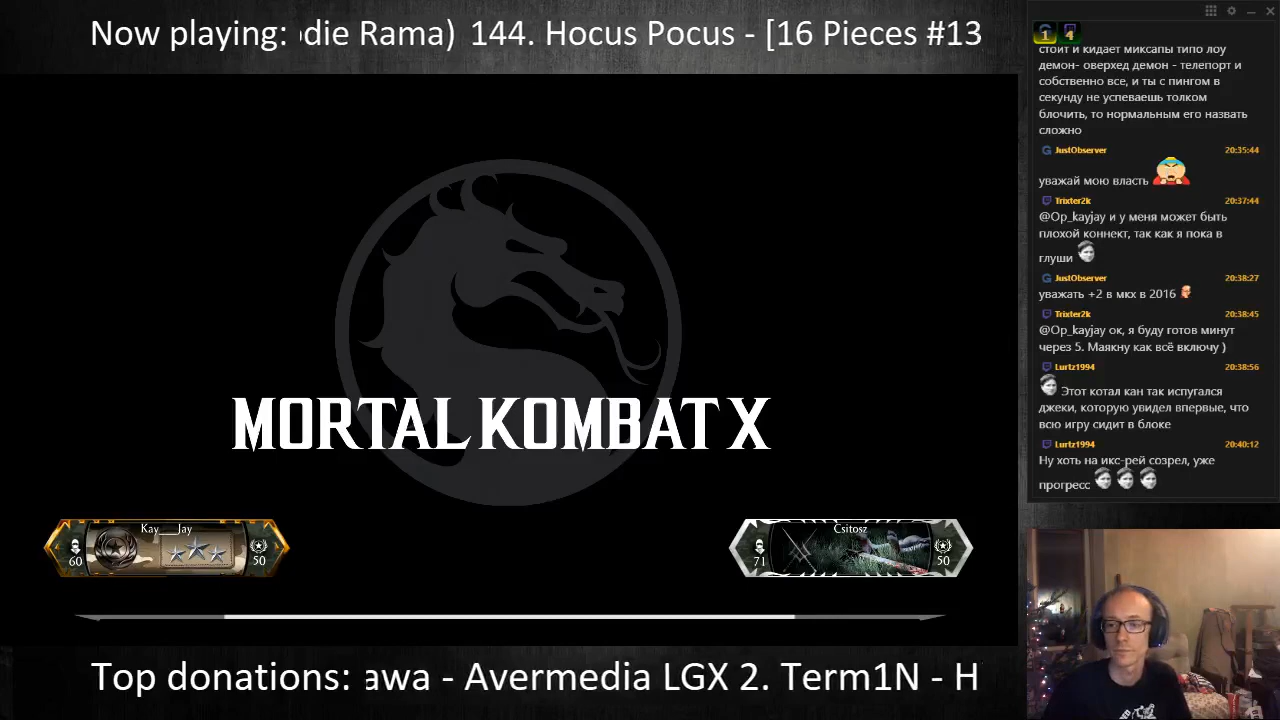 Now playing: die Rama) 144. Hocus Pocus - [16 Pieces #13
1 4
стоит и кидает миксапы типо лоу
демон- оверхед демон - телепорт и
собственно все, и ты с пингом в
секунду не успеваешь толком
блочить, то нормальным его назвать
сложно
JustObserver 20:35:44
уважай мою власть
Trixter2k 20:37:44
@Op_kayjay и у меня может быть
плохой коннект, так как я пока в
глуши
JustObserver 20:38:27
уважать +2 в мкх в 2016
Trixter2k 20:38:45
@Op_kayjay ок, я буду готов минут
через 5. Маякну как всё включу )
Lurtz1994 20:38:56
Этот котал кан так испугался
джеки, которую увидел впервые, что
всю игру сидит в блоке
Lurtz1994 20:40:12
Ну хоть на икс-рей созрел, уже
прогресс
MORTAL KOMBAT X
Kay__Jay
60 50
Csitosz
71 50
Top donations: awa - Avermedia LGX 2. Term1N - H